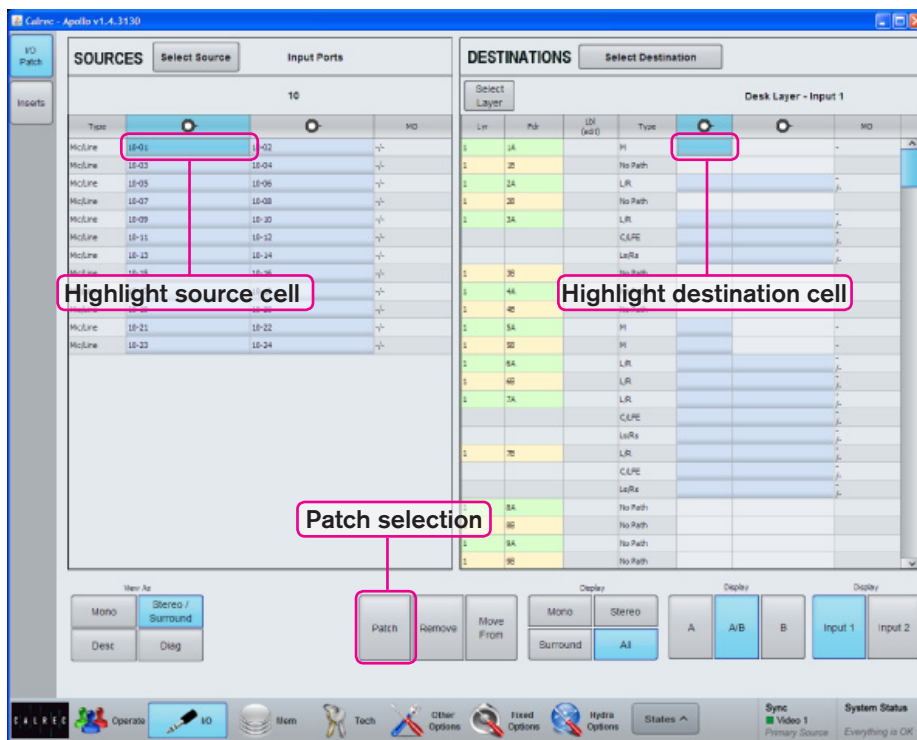 Calrec - Apollo v1.4.3130
I/O Patch
Inserts
SOURCES Select Source Input Ports
10
Type MO
Mic/Line 10-01 10-02 -/-
Mic/Line 10-03 10-04 -/-
Mic/Line 10-05 10-06 -/-
Mic/Line 10-07 10-08 -/-
Mic/Line 10-09 10-10 -/-
Mic/Line 10-11 10-12 -/-
Mic/Line 10-13 10-14 -/-
Highlight source cell
Mic/Line 10-21 10-22 -/-
Mic/Line 10-23 10-24 -/-
DESTINATIONS Select Destination
Select Layer Desk Layer - Input 1
Lyr Fdr Lbl (edit) Type MO
1 1A M -
1 1B No Path
1 2A L/R
1 2B No Path
1 3A L/R
C/LFE
Ls/Rs
1 3B No Path
1 4A
Highlight destination cell
1 4B
1 5A M -
1 5B M -
1 6A L/R
1 6B L/R
1 7A L/R
C/LFE
Ls/Rs
1 7B L/R
C/LFE
Ls/Rs
8A No Path
8B No Path
1 9A No Path
1 9B No Path
Patch selection
View As
Mono Stereo / Surround
Desc Diag
Patch Remove Move From
Display
Mono Stereo
Surround All
Display
A A/B B
Display
Input 1 Input 2
CALREC Operate I/O Mem Tech Other Options Fixed Options Hydra Options States
Sync
Video 1
Primary Source
System Status
Everything is OK